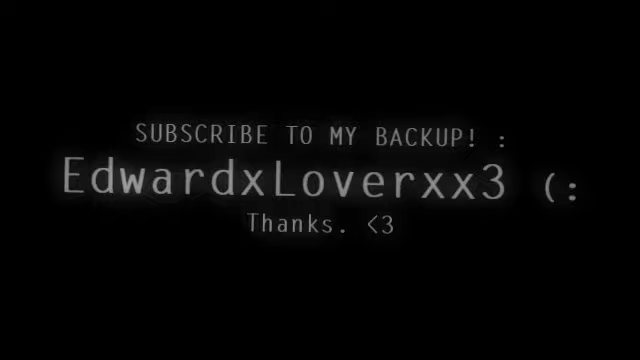 SUBSCRIBE TO MY BACKUP! :
EdwardxLoverxx3 (:
Thanks. <3